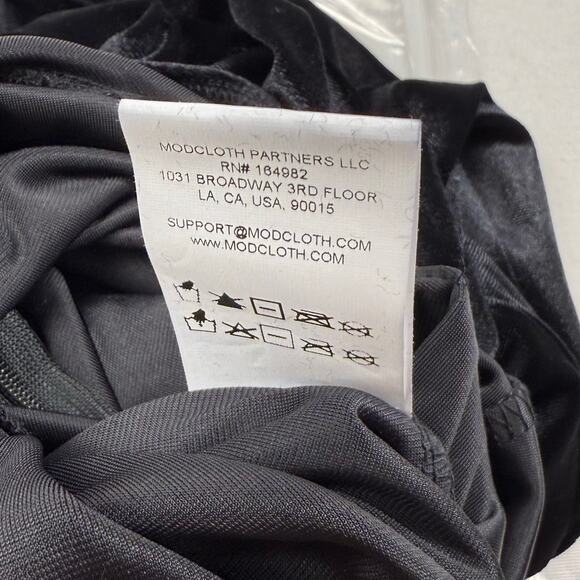 MODCLOTH PARTNERS LLC
RN# 164982
1031 BROADWAY 3RD FLOOR
LA, CA, USA, 90015
SUPPORT@MODCLOTH.COM
WWW.MODCLOTH.COM